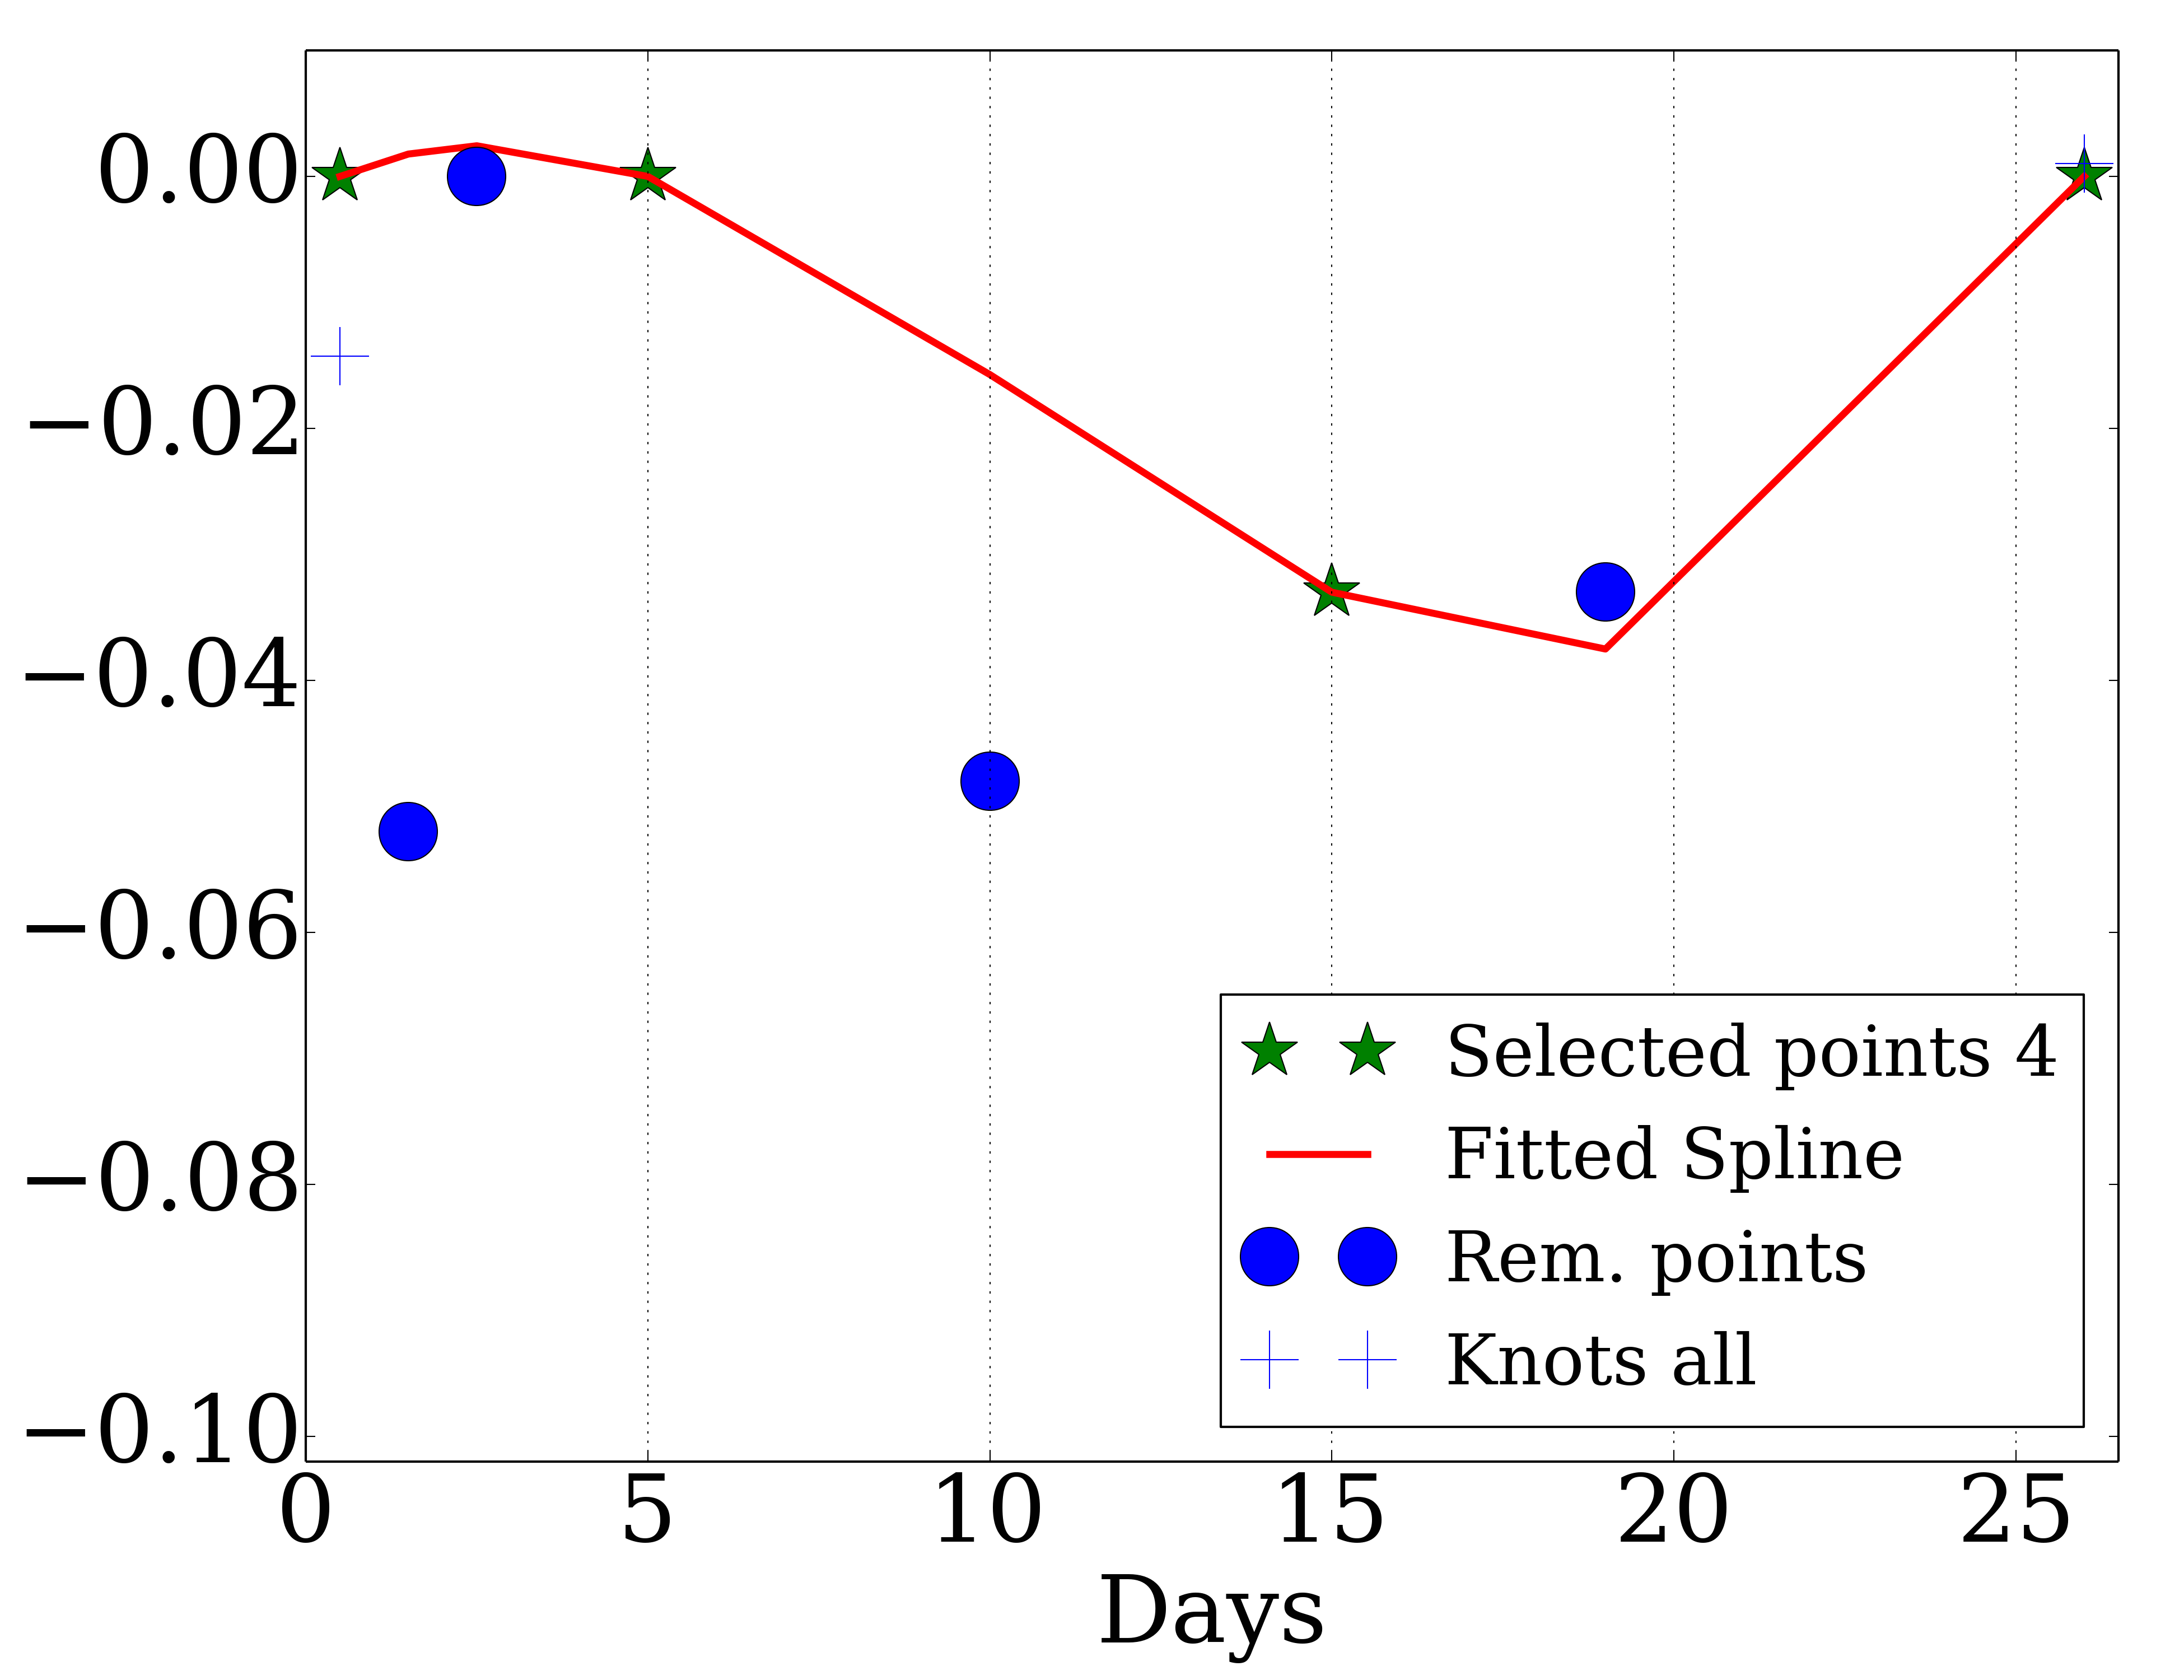 0.00
−0.02
−0.04
−0.06
−0.08
−0.10
Selected points 4
Fitted Spline
Rem. points
Knots all
0 5 10 15 20 25
Days